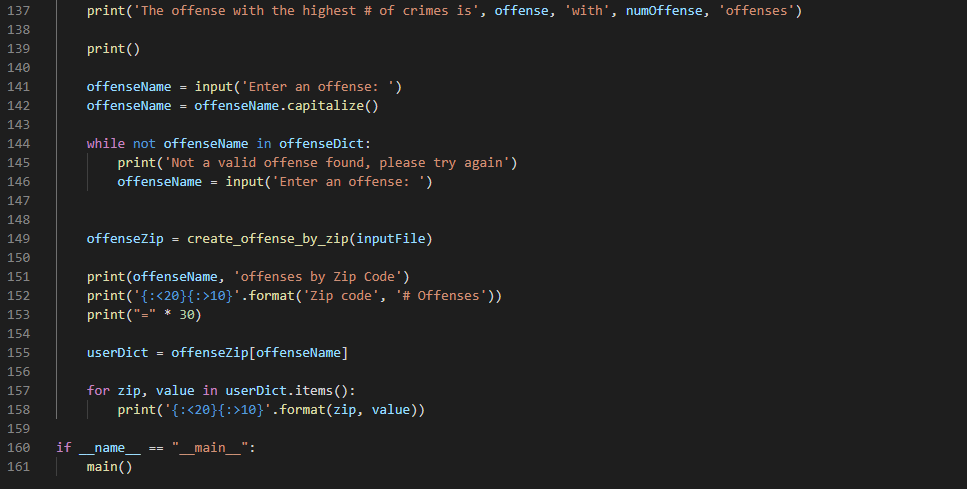 137 print('The offense with the highest # of crimes is', offense, 'with', numOffense, 'offenses')
138
139 print()
140
141 offenseName = input('Enter an offense: ')
142 offenseName = offenseName.capitalize()
143
144 while not offenseName in offenseDict:
145 print('Not a valid offense found, please try again')
146 offenseName = input('Enter an offense: ')
147
148
149 offenseZip = create_offense_by_zip(inputFile)
150
151 print(offenseName, 'offenses by Zip Code')
152 print('{:<20}{:>10}'.format('Zip code', '# Offenses'))
153 print("=" * 30)
154
155 userDict = offenseZip[offenseName]
156
157 for zip, value in userDict.items():
158 print('{:<20}{:>10}'.format(zip, value))
159
160 if __name__ == "__main__":
161 main()